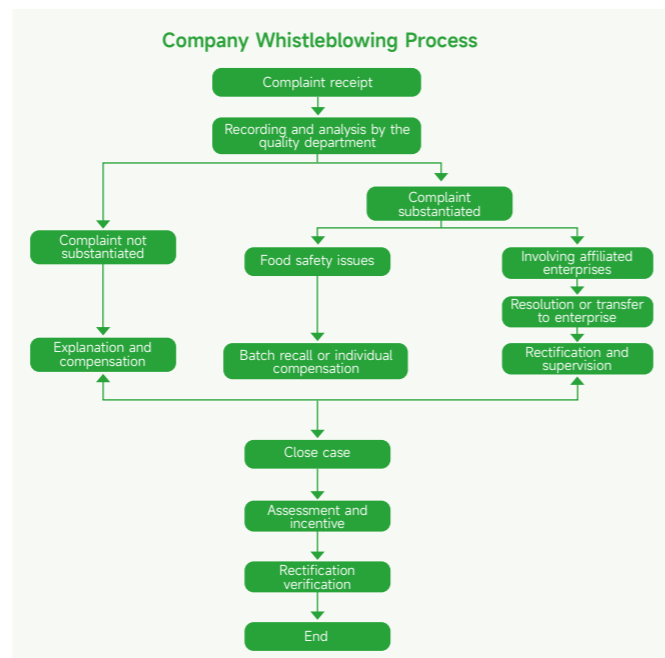 Company Whistleblowing Process
Complaint receipt
Recording and analysis by the
quality department
Complaint
substantiated
Complaint not
substantiated
Food safety issues
Involving affiliated
enterprises
Resolution or transfer
to enterprise
Explanation and
compensation
Batch recall or individual
compensation
Rectification and
supervision
Close case
Assessment and
incentive
Rectification
verification
End